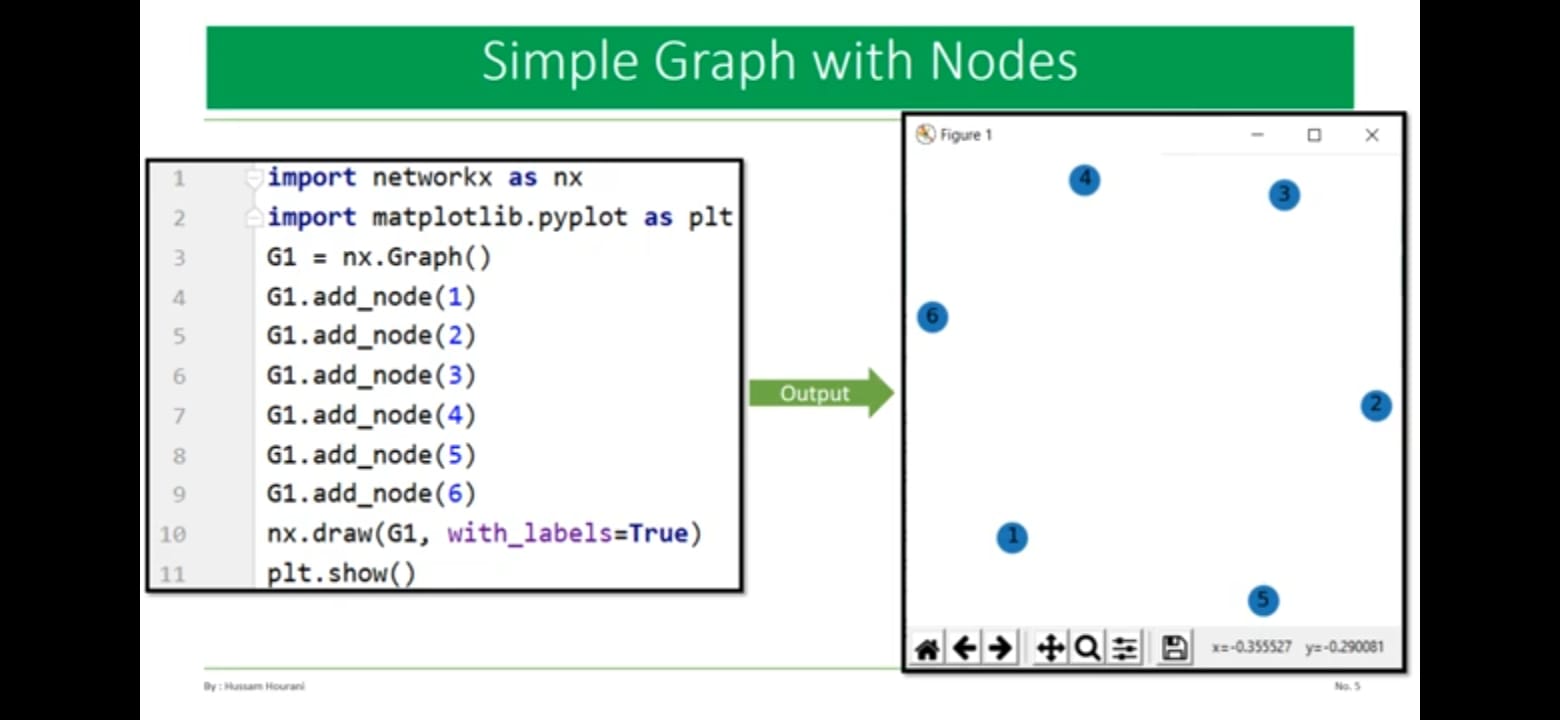 Simple Graph with Nodes
1 import networkx as nx
2 import matplotlib.pyplot as plt
3 G1 = nx.Graph()
4 G1.add_node(1)
5 G1.add_node(2)
6 G1.add_node(3)
7 G1.add_node(4)
8 G1.add_node(5)
9 G1.add_node(6)
10 nx.draw(G1, with_labels=True)
11 plt.show()
Output
Figure 1
4
3
6
2
1
5
x=-0.355527 y=-0.290081
By : Hussam Hourani
No. 5